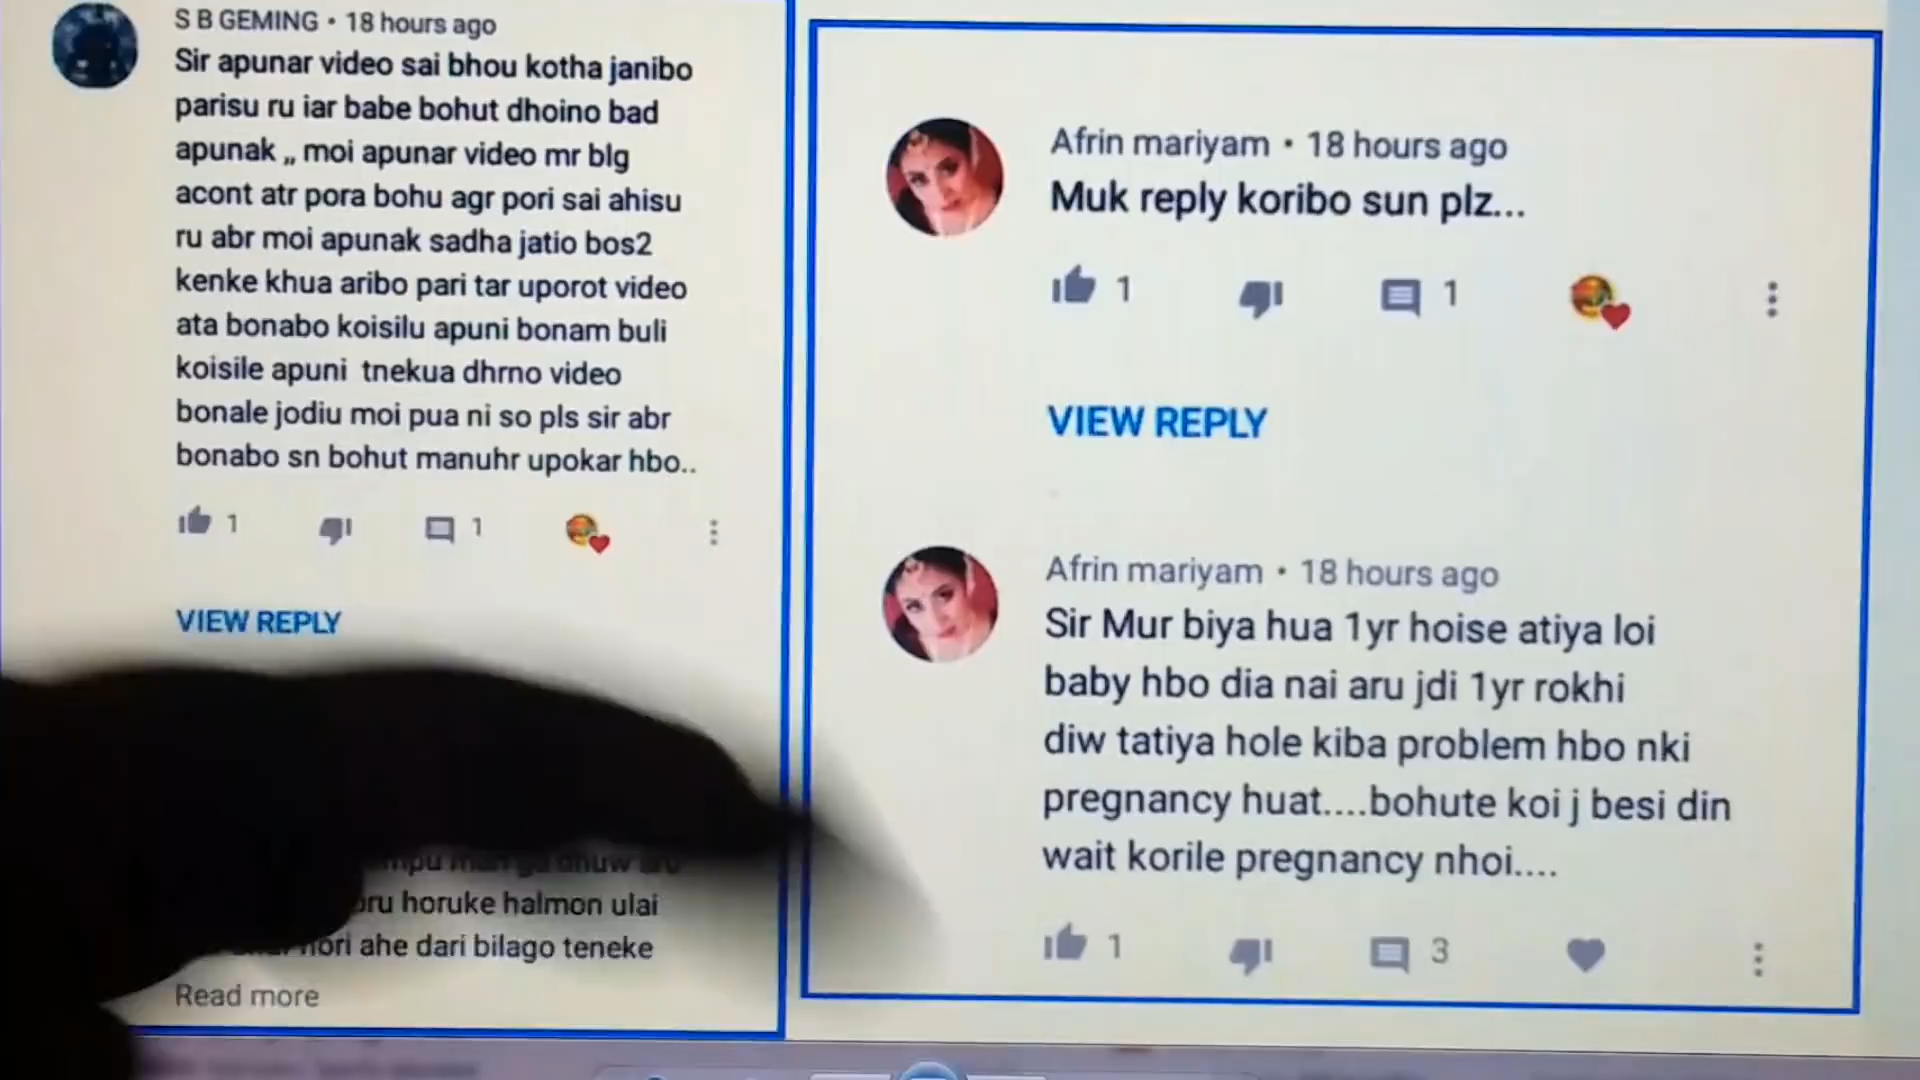 S B GEMING • 18 hours ago
Sir apunar video sai bhou kotha janibo
parisu ru iar babe bohut dhoino bad
apunak ,, moi apunar video mr blg
acont atr pora bohu agr pori sai ahisu
ru abr moi apunak sadha jatio bos2
kenke khua aribo pari tar uporot video
ata bonabo koisilu apuni bonam buli
koisile apuni tnekua dhrno video
bonale jodiu moi pua ni so pls sir abr
bonabo sn bohut manuhr upokar hbo..
1 1
VIEW REPLY
horuke halmon ulai
ahe dari bilago teneke
Read more
Afrin mariyam • 18 hours ago
Muk reply koribo sun plz...
1 1
VIEW REPLY
Afrin mariyam • 18 hours ago
Sir Mur biya hua 1yr hoise atiya loi
baby hbo dia nai aru jdi 1yr rokhi
diw tatiya hole kiba problem hbo nki
pregnancy huat....bohute koi j besi din
wait korile pregnancy nhoi....
1 3